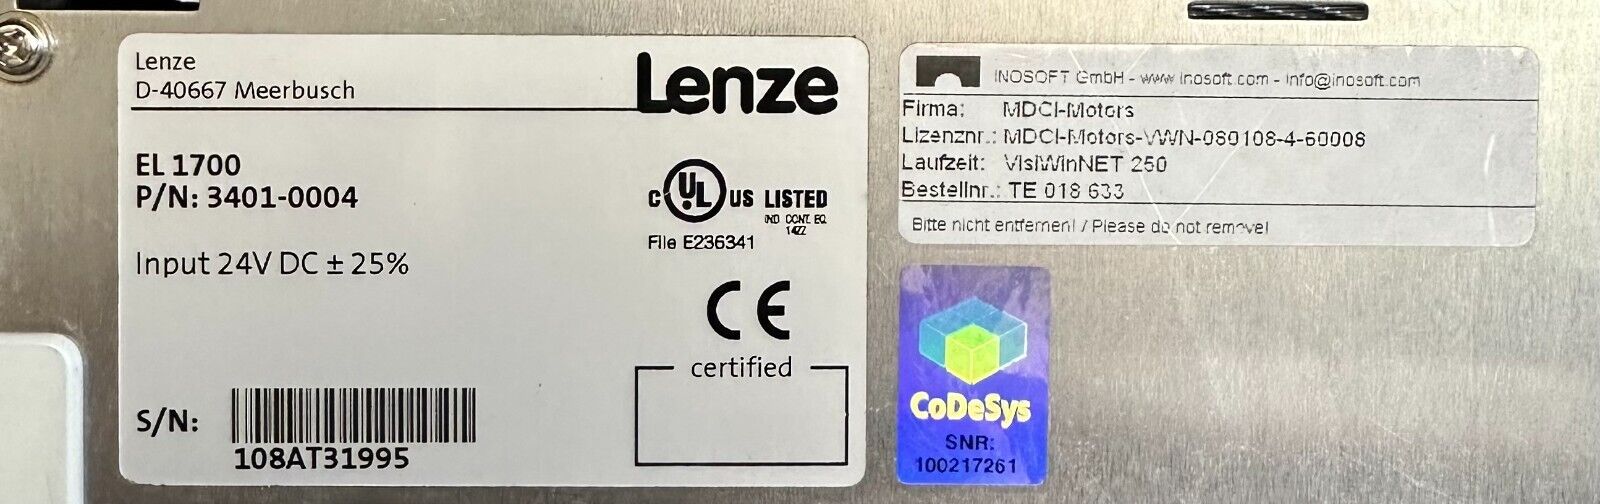 Lenze
D-40667 Meerbusch
Lenze
EL 1700
P/N: 3401-0004
C UL US LISTED
IND. CONT. EQ.
14ZZ
File E236341
Input 24V DC ± 25%
CE
certified
S/N:
108AT31995
INOSOFT GmbH - www.inosoft.com - info@inosoft.com
Firma: MDCI-Motors
Lizenznr.: MDCI-Motors-VWN-080108-4-60008
Laufzeit: VisiWinNET 250
Bestellnr.: TE 018 633
Bitte nicht entfernen! / Please do not remove!
CoDeSys
SNR:
100217261